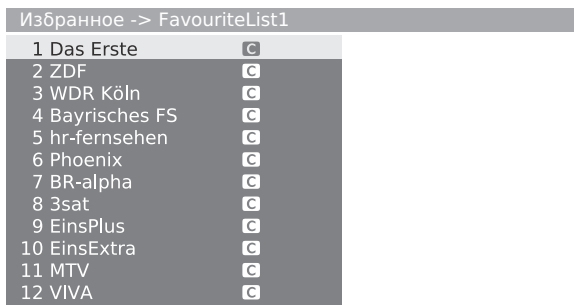 Избранное -> FavouriteList1
1 Das Erste C
2 ZDF C
3 WDR Köln C
4 Bayrisches FS C
5 hr-fernsehen C
6 Phoenix C
7 BR-alpha C
8 3sat C
9 EinsPlus C
10 EinsExtra C
11 MTV C
12 VIVA C